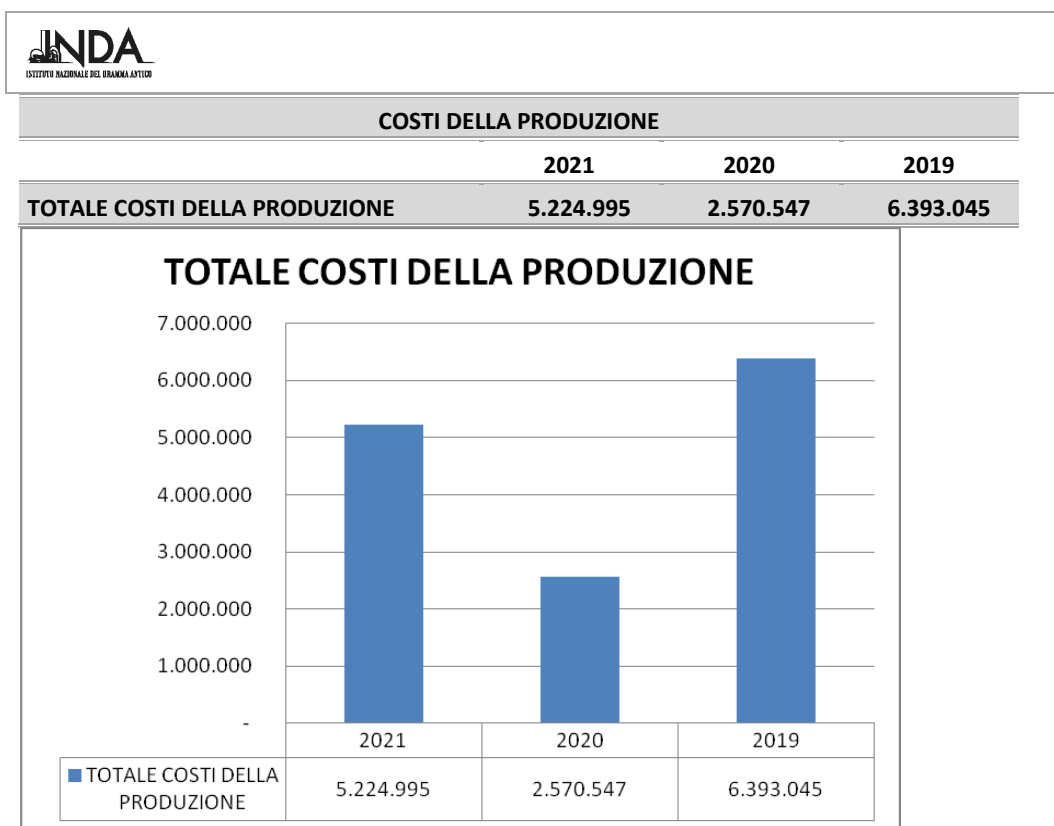 INDA
ISTITUTO NAZIONALE DEL DRAMMA ANTICO
COSTI DELLA PRODUZIONE
2021 2020 2019
TOTALE COSTI DELLA PRODUZIONE 5.224.995 2.570.547 6.393.045
TOTALE COSTI DELLA PRODUZIONE
7.000.000
6.000.000
5.000.000
4.000.000
3.000.000
2.000.000
1.000.000
-
2021 2020 2019
TOTALE COSTI DELLA
PRODUZIONE
5.224.995 2.570.547 6.393.045